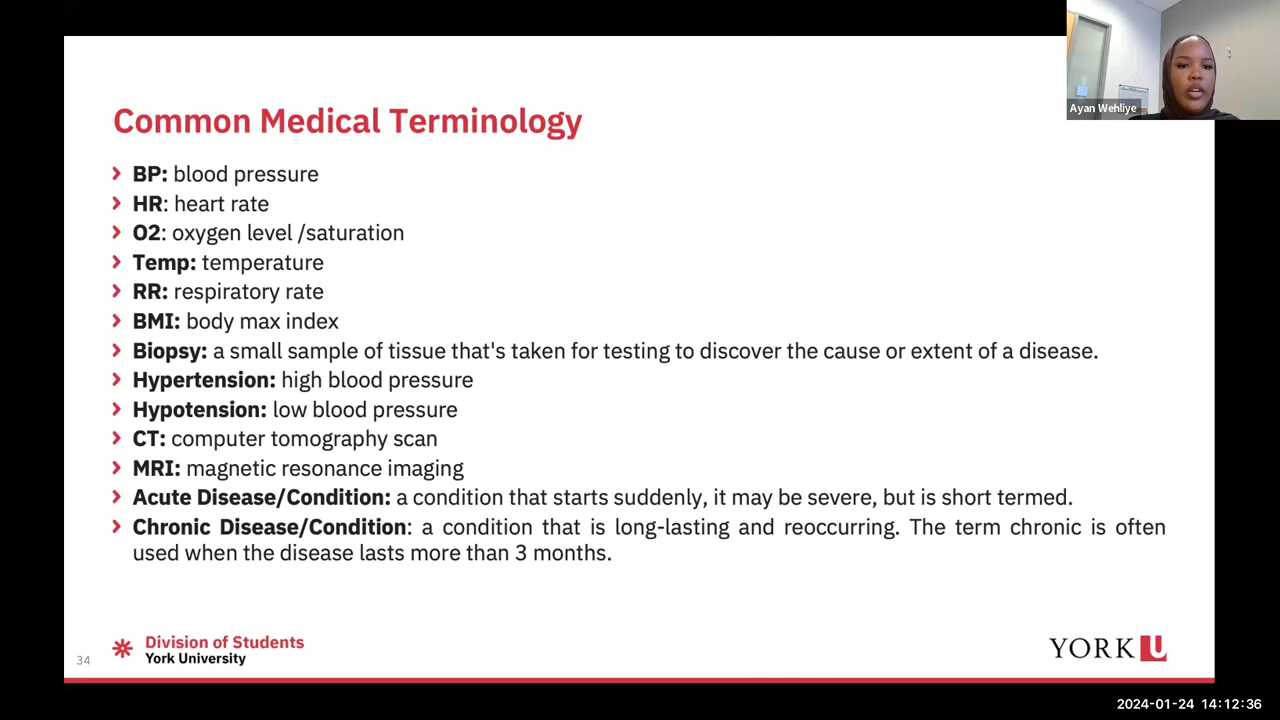 Ayan Wehliye
Common Medical Terminology
BP: blood pressure
HR: heart rate
O2: oxygen level /saturation
Temp: temperature
RR: respiratory rate
BMI: body max index
Biopsy: a small sample of tissue that's taken for testing to discover the cause or extent of a disease.
Hypertension: high blood pressure
Hypotension: low blood pressure
CT: computer tomography scan
MRI: magnetic resonance imaging
Acute Disease/Condition: a condition that starts suddenly, it may be severe, but is short termed.
Chronic Disease/Condition: a condition that is long-lasting and reoccurring. The term chronic is often
used when the disease lasts more than 3 months.
34
Division of Students
York University
YORK U
2024-01-24 14:12:36